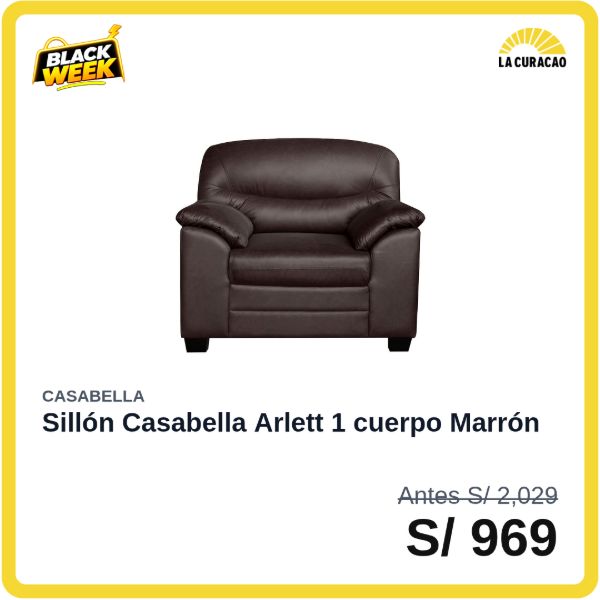 BLACK
WEEK
LA CURACAO
CASABELLA
Sillón Casabella Arlett 1 cuerpo Marrón
Antes S/ 2,029
S/ 969